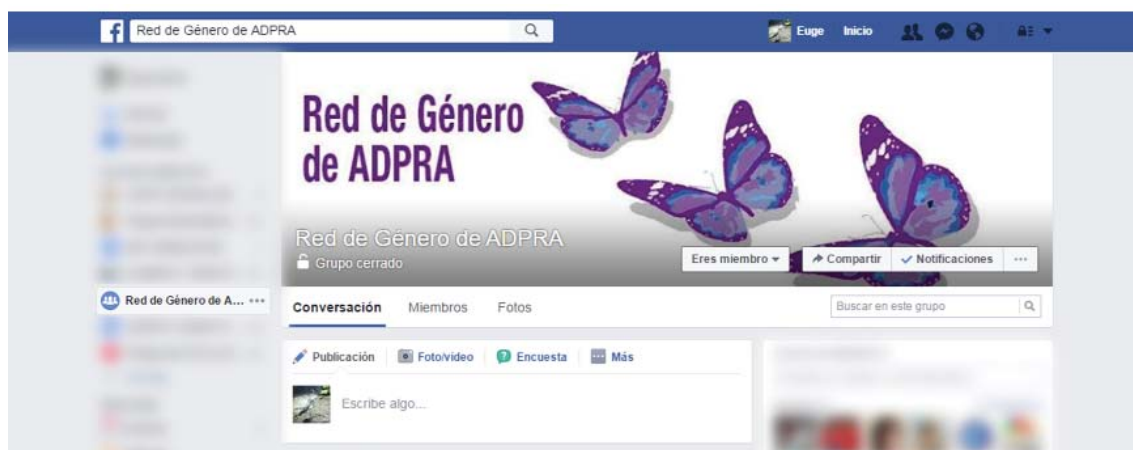 Red de Género de ADPRA
Euge Inicio
Red de Género
de ADPRA
Red de Género de ADPRA
Grupo cerrado
Eres miembro
Compartir
Notificaciones
Red de Género de A...
Conversación Miembros Fotos
Buscar en este grupo
Publicación Foto/video Encuesta Más
Escribe algo...